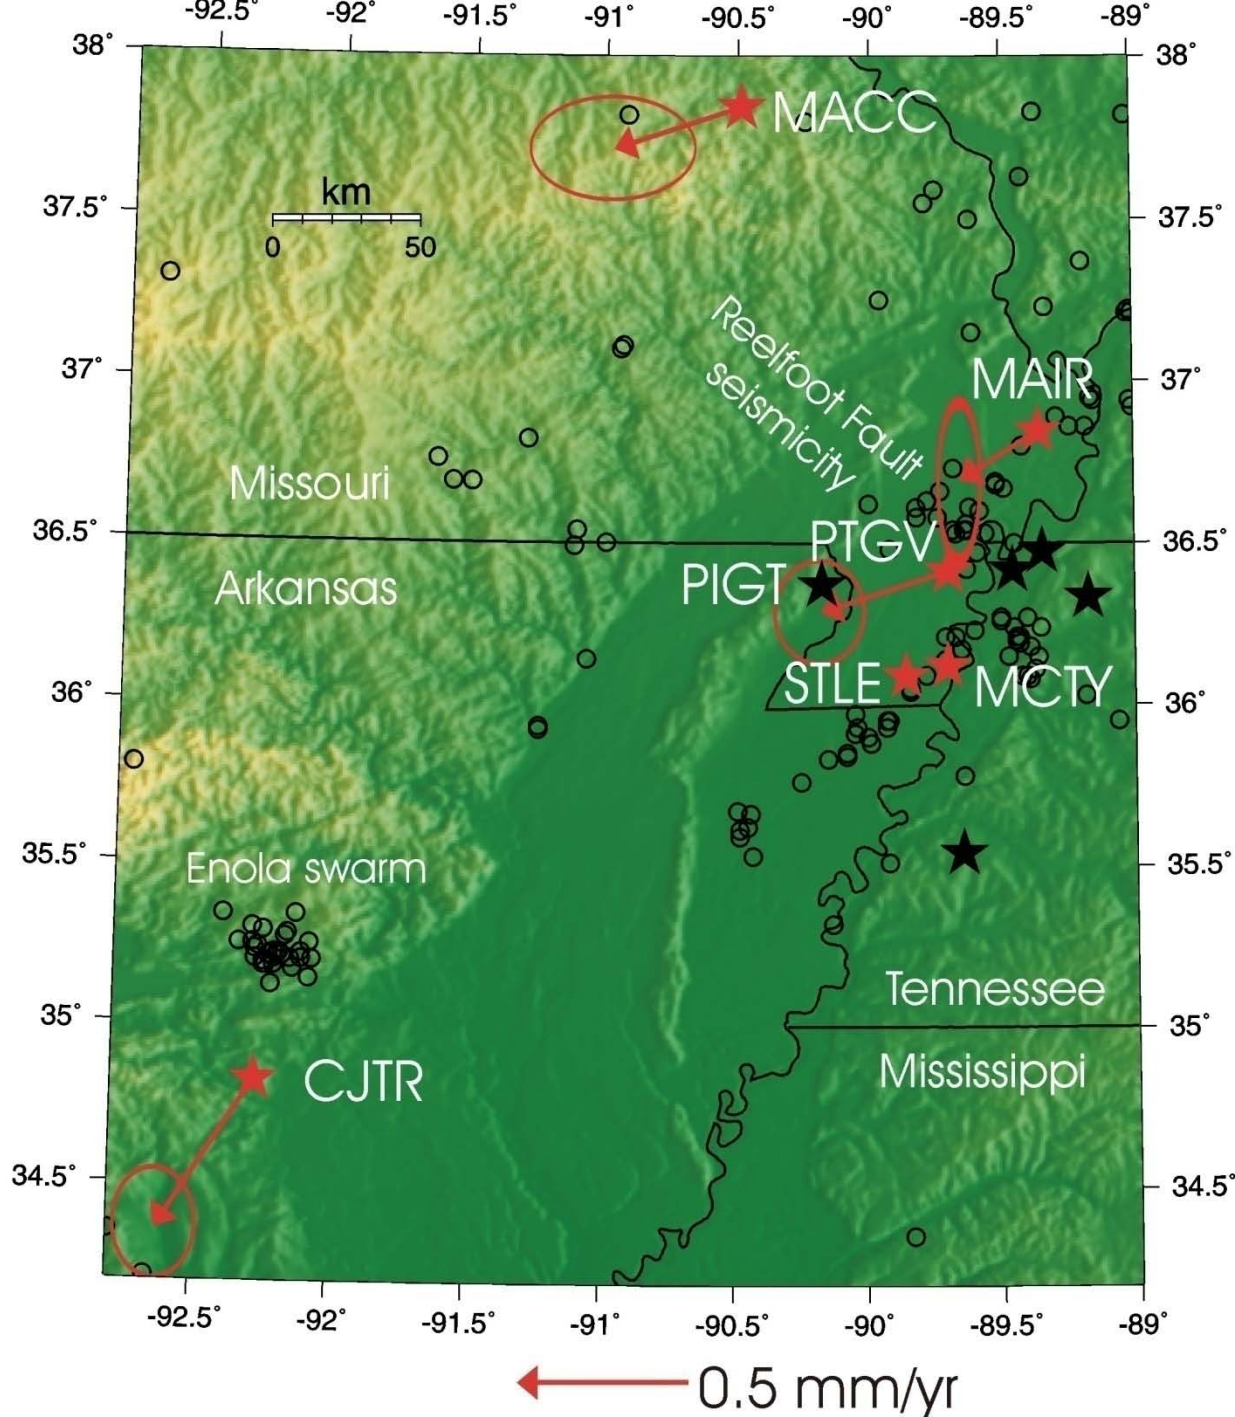 -92.5˚ -92˚ -91.5˚ -91˚ -90.5˚ -90˚ -89.5˚ -89˚
38˚ 38˚
MACC
km
0 50
37.5˚ 37.5˚
Reelfoot Fault
seismicity
37˚ 37˚
MAIR
Missouri
36.5˚ 36.5˚
PTGV
PIGT
Arkansas
STLE MCTY
36˚ 36˚
35.5˚ 35.5˚
Enola swarm
Tennessee
35˚ 35˚
Mississippi
CJTR
34.5˚ 34.5˚
-92.5˚ -92˚ -91.5˚ -91˚ -90.5˚ -90˚ -89.5˚ -89˚
0.5 mm/yr